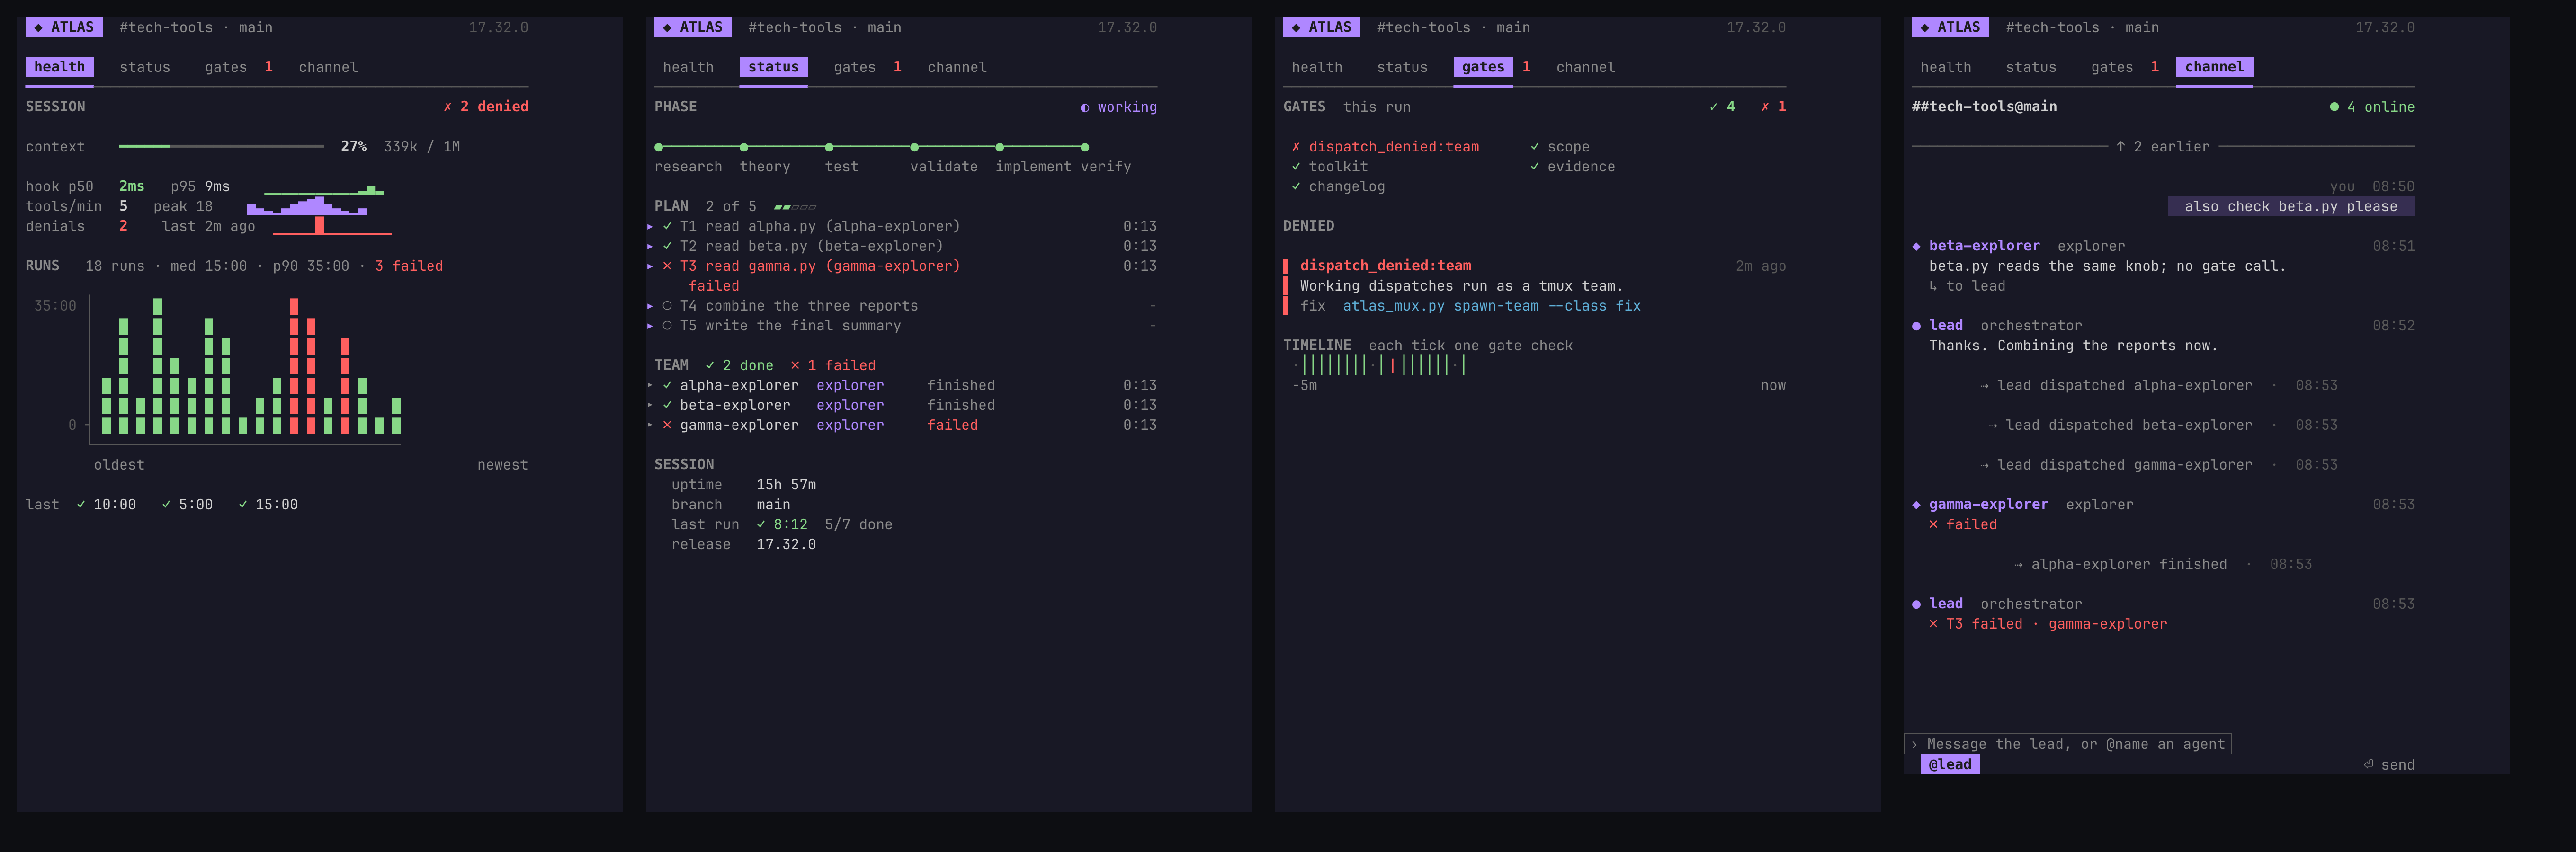 ◆ ATLAS #tech-tools · main 17.32.0
health status gates 1 channel
SESSION ✗ 2 denied
context 27% 339k / 1M
hook p50 2ms p95 9ms
tools/min 5 peak 18
denials 2 last 2m ago
RUNS 18 runs · med 15:00 · p90 35:00 · 3 failed
35:00
0
oldest newest
last ✓ 10:00 ✓ 5:00 ✓ 15:00
◆ ATLAS #tech-tools · main 17.32.0
health status gates 1 channel
PHASE ◐ working
research theory test validate implement verify
PLAN 2 of 5 ▰▰▱▱▱
▸ ✓ T1 read alpha.py (alpha-explorer) 0:13
▸ ✓ T2 read beta.py (beta-explorer) 0:13
▸ ✕ T3 read gamma.py (gamma-explorer) 0:13
failed
▸ ○ T4 combine the three reports -
▸ ○ T5 write the final summary -
TEAM ✓ 2 done ✕ 1 failed
▸ ✓ alpha-explorer explorer finished 0:13
▸ ✓ beta-explorer explorer finished 0:13
▸ ✕ gamma-explorer explorer failed 0:13
SESSION
uptime 15h 57m
branch main
last run ✓ 8:12 5/7 done
release 17.32.0
◆ ATLAS #tech-tools · main 17.32.0
health status gates 1 channel
GATES this run ✓ 4 ✗ 1
✗ dispatch_denied:team ✓ scope
✓ toolkit ✓ evidence
✓ changelog
DENIED
dispatch_denied:team 2m ago
Working dispatches run as a tmux team.
fix atlas_mux.py spawn-team --class fix
TIMELINE each tick one gate check
-5m now
◆ ATLAS #tech-tools · main 17.32.0
health status gates 1 channel
##tech-tools@main ● 4 online
↑ 2 earlier
you 08:50
also check beta.py please
◆ beta-explorer explorer 08:51
beta.py reads the same knob; no gate call.
↳ to lead
● lead orchestrator 08:52
Thanks. Combining the reports now.
⇢ lead dispatched alpha-explorer · 08:53
⇢ lead dispatched beta-explorer · 08:53
⇢ lead dispatched gamma-explorer · 08:53
◆ gamma-explorer explorer 08:53
✕ failed
⇢ alpha-explorer finished · 08:53
● lead orchestrator 08:53
✕ T3 failed · gamma-explorer
› Message the lead, or @name an agent
@lead ⏎ send